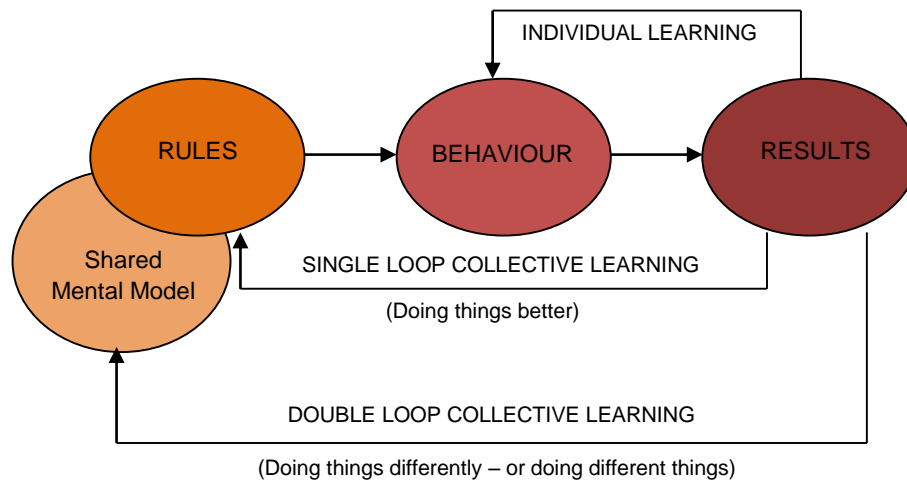 INDIVIDUAL LEARNING
RULES
BEHAVIOUR
RESULTS
Shared
Mental Model
SINGLE LOOP COLLECTIVE LEARNING
(Doing things better)
DOUBLE LOOP COLLECTIVE LEARNING
(Doing things differently – or doing different things)